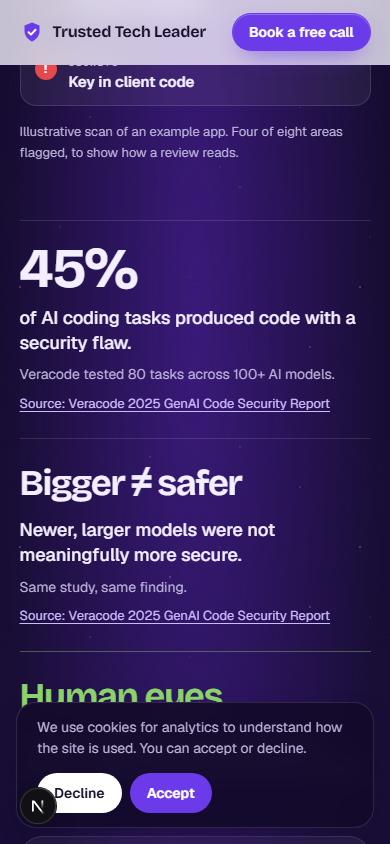 Trusted Tech Leader
Book a free call
Key in client code
Illustrative scan of an example app. Four of eight areas
flagged, to show how a review reads.
45%
of AI coding tasks produced code with a
security flaw.
Veracode tested 80 tasks across 100+ AI models.
Source: Veracode 2025 GenAI Code Security Report
Bigger ≠ safer
Newer, larger models were not
meaningfully more secure.
Same study, same finding.
Source: Veracode 2025 GenAI Code Security Report
Human eyes
We use cookies for analytics to understand how
the site is used. You can accept or decline.
Decline
Accept
N